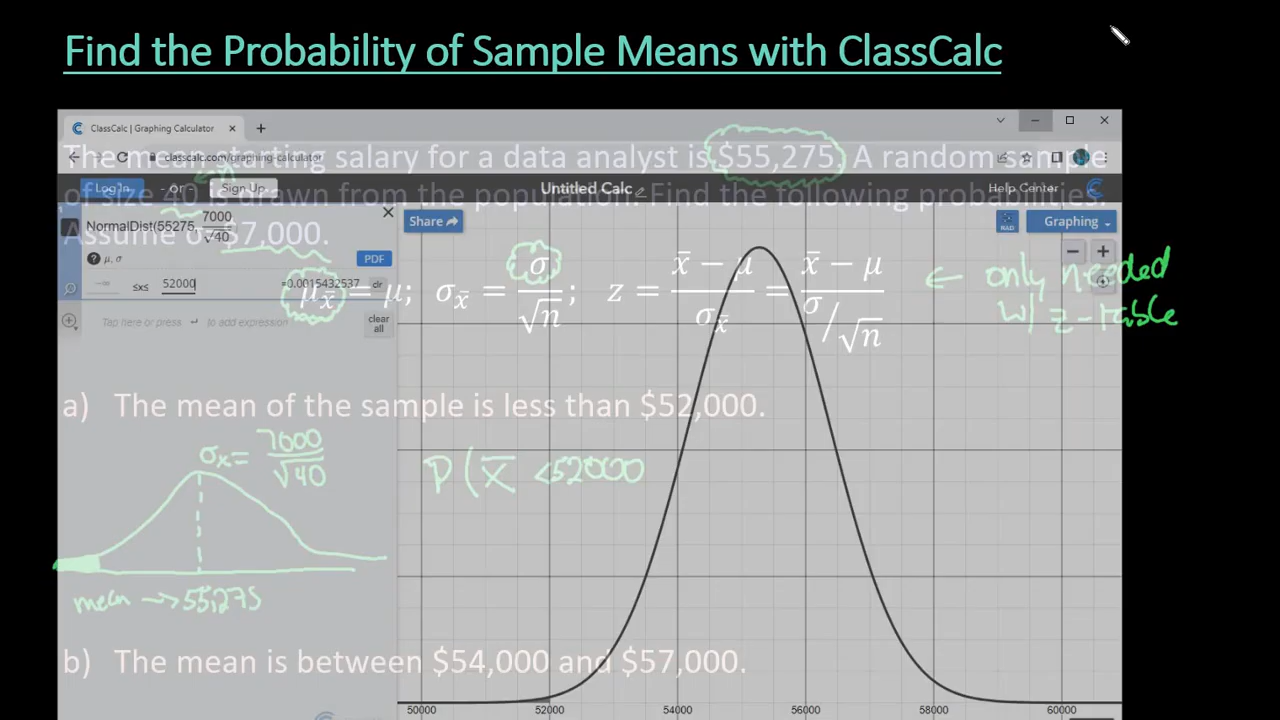 Find the Probability of Sample Means with ClassCalc
ClassCalc | Graphing Calculator
classcalc.com/graphing-calculator
The mean starting salary for a data analyst is $55,275. A random sample
of size 40 is drawn from the population. Find the following probabilities.
Assume σ $7,000.
Log In - or - Sign Up
Untitled Calc
Help Center
Share
RAD
Graphing
1
NormalDist(55275, 7000/√40
? μ, σ
PDF
-∞ ≤x≤ 52000 =0.0015432537
Tap here or press ↵ to add expression
clear
all
μx̄ = μ; σx̄ = σ/√n; z = x̄ − μ/σx̄ = x̄ − μ/σ/√n
← only needed
w/ z-table
a) The mean of the sample is less than $52,000.
σx = 7000/√40
P(x̄ <52000
mean → 55,275
b) The mean is between $54,000 and $57,000.
50000 52000 54000 56000 58000 60000